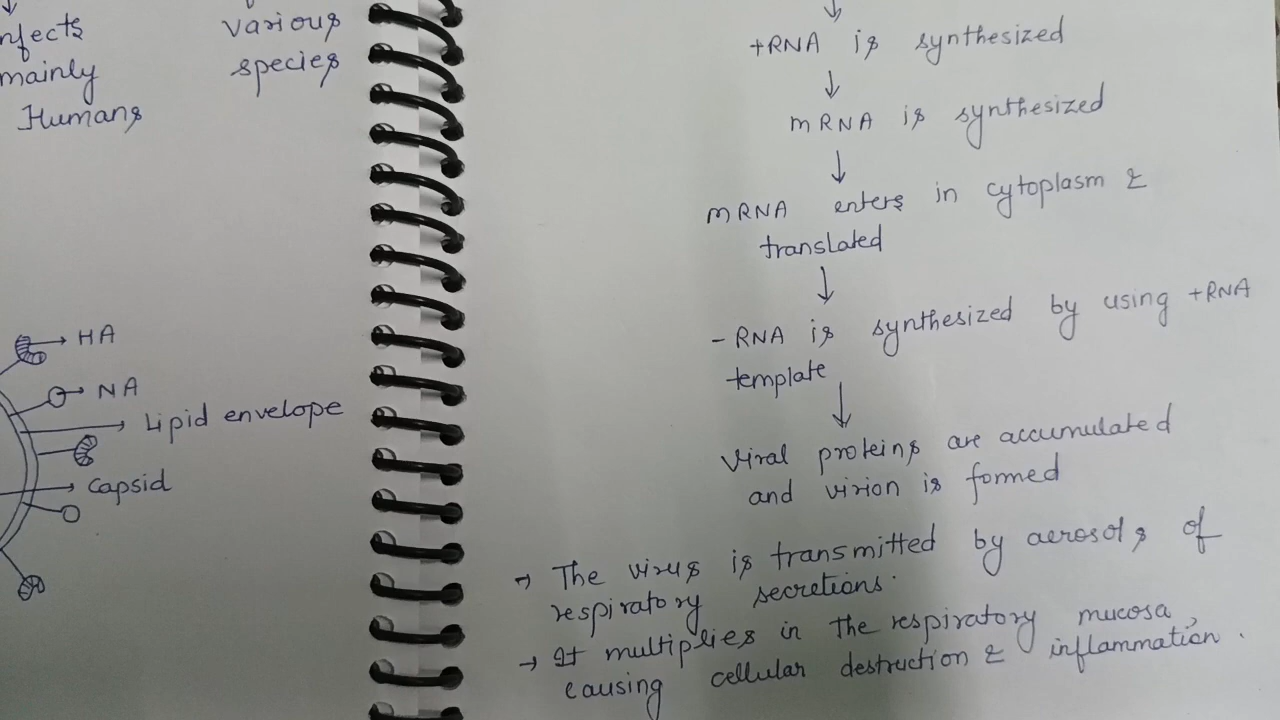 nfects various
mainly species
Humans
HA
NA
Lipid envelope
capsid
+RNA is synthesized
mRNA is synthesized
mRNA enters in cytoplasm &
translated
-RNA is synthesized by using +RNA
template
Viral proteins are accumulated
and virion is formed
→ The virus is transmitted by aerosols of
respiratory secretions.
→ It multiplies in the respiratory mucosa,
causing cellular destruction & inflammation.